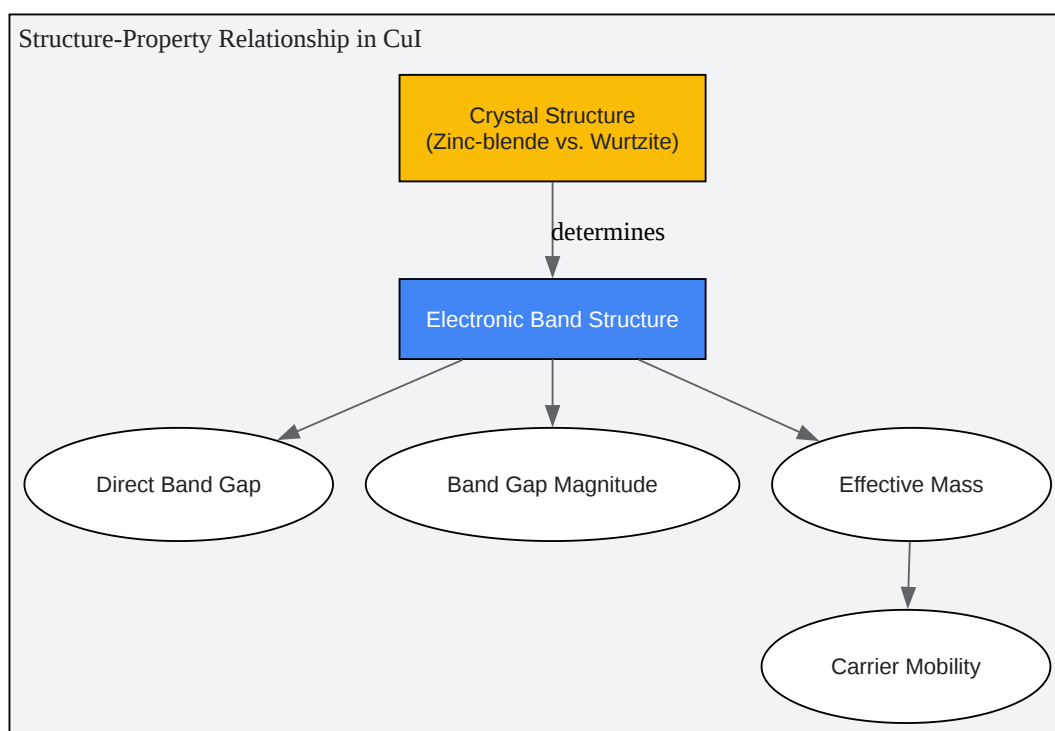 Structure-Property Relationship in CuI
Crystal Structure
(Zinc-blende vs. Wurtzite)
determines
Electronic Band Structure
Direct Band Gap
Band Gap Magnitude
Effective Mass
Carrier Mobility